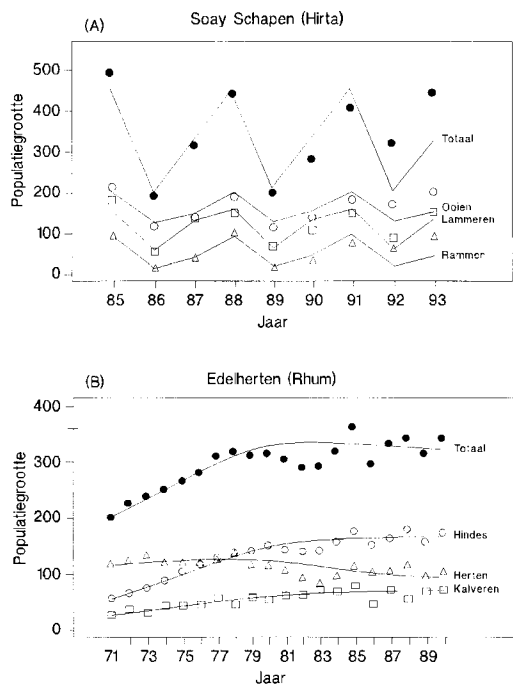 Soay Schapen (Hirta)
(A)
Populatiegrootte
500
400
300
200
100
0
Totaal
Ooien
Lammeren
Rammen
85 86 87 88 89 90 91 92 93
Jaar
Edelherten (Rhum)
(B)
Populatiegrootte
400
300
200
100
0
Totaal
Hindes
Herten
Kalveren
71 73 75 76 77 79 81 83 85 87 89
Jaar